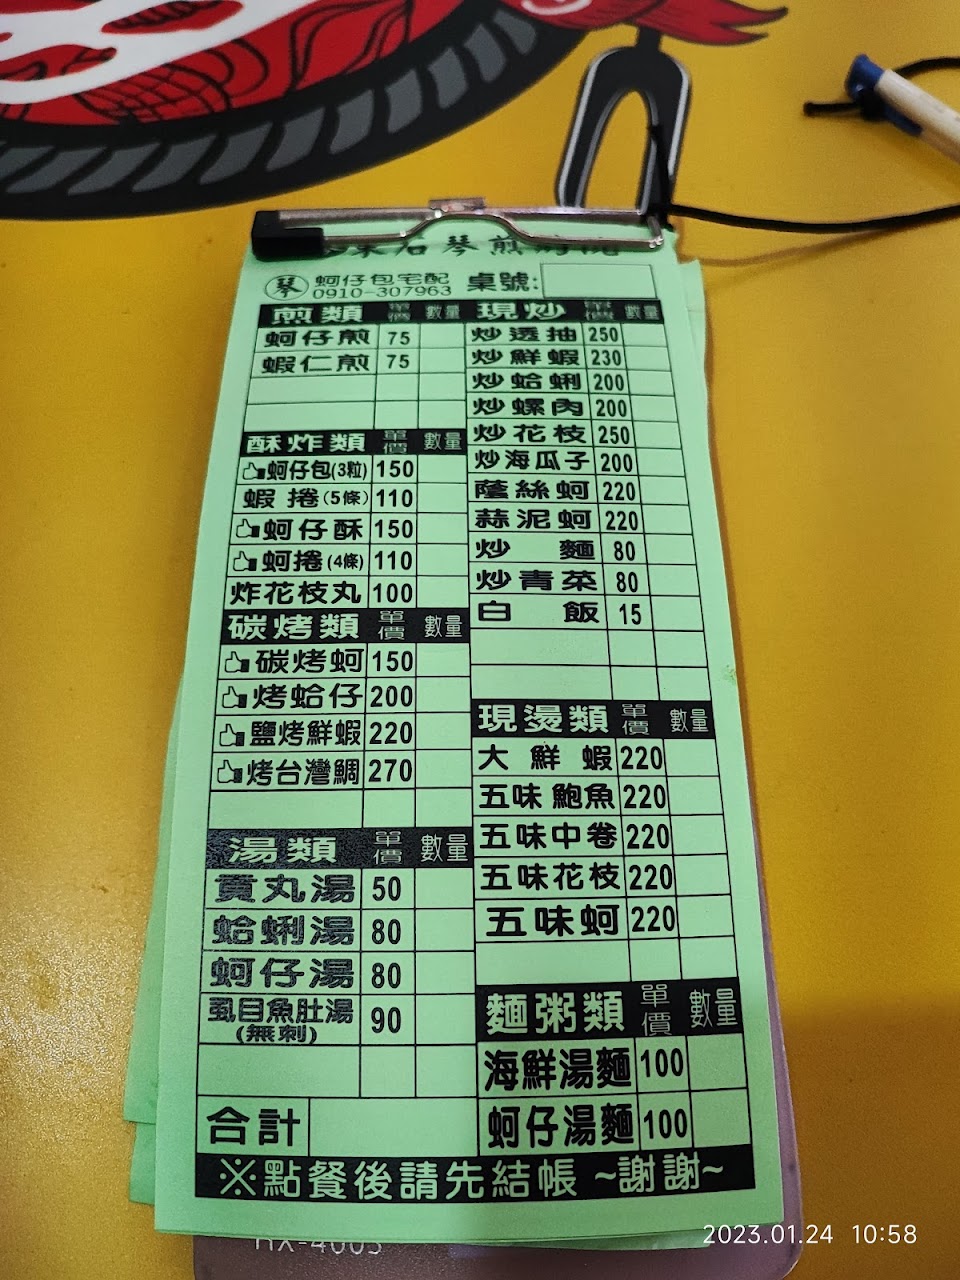 琴 蚵仔包宅配 桌號:
0910-307963
煎類 單價 數量
蚵仔煎 75
蝦仁煎 75
酥炸類 單價 數量
蚵仔包(3粒) 150
蝦捲(5條) 110
蚵仔酥 150
蚵捲(4條) 110
炸花枝丸 100
碳烤類 單價 數量
碳烤蚵 150
烤蛤仔 200
鹽烤鮮蝦 220
烤台灣鯛 270
湯類 單價 數量
貢丸湯 50
蛤蜊湯 80
蚵仔湯 80
虱目魚肚湯(無刺) 90
合計
現炒 單價 數量
炒透抽 250
炒鮮蝦 230
炒蛤蜊 200
炒螺肉 200
炒花枝 250
炒海瓜子 200
蔭絲蚵 220
蒜泥蚵 220
炒麵 80
炒青菜 80
白飯 15
現燙類 單價 數量
大鮮蝦 220
五味鮑魚 220
五味中卷 220
五味花枝 220
五味蚵 220
麵粥類 單價 數量
海鮮湯麵 100
蚵仔湯麵 100
※點餐後請先結帳 ~謝謝~
2023.01.24 10:58